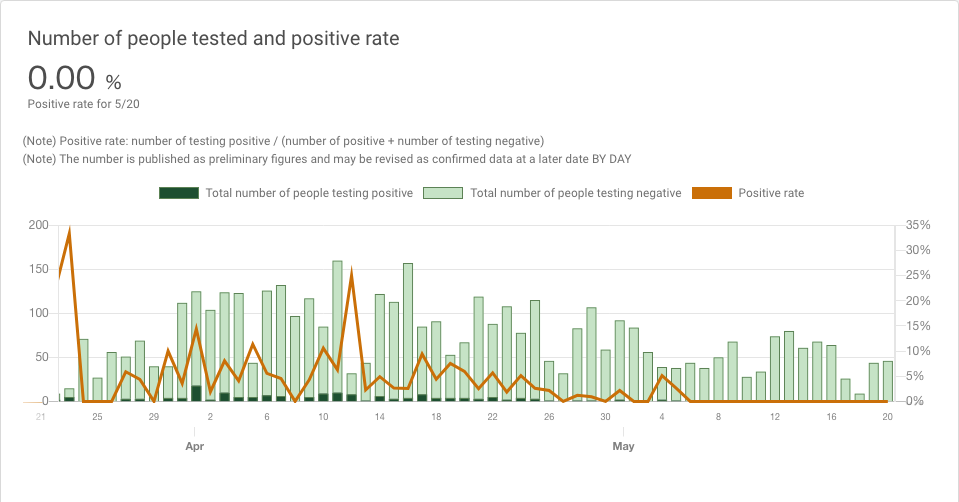 Number of people tested and positive rate
0.00 %
Positive rate for 5/20
(Note) Positive rate: number of testing positive / (number of positive + number of testing negative)
(Note) The number is published as preliminary figures and may be revised as confirmed data at a later date BY DAY
Total number of people testing positive Total number of people testing negative Positive rate
200 35%
30%
150 25%
20%
100 15%
50 10%
5%
0 0%
21 25 29 2 6 10 14 18 22 26 30 4 8 12 16 20
Apr May